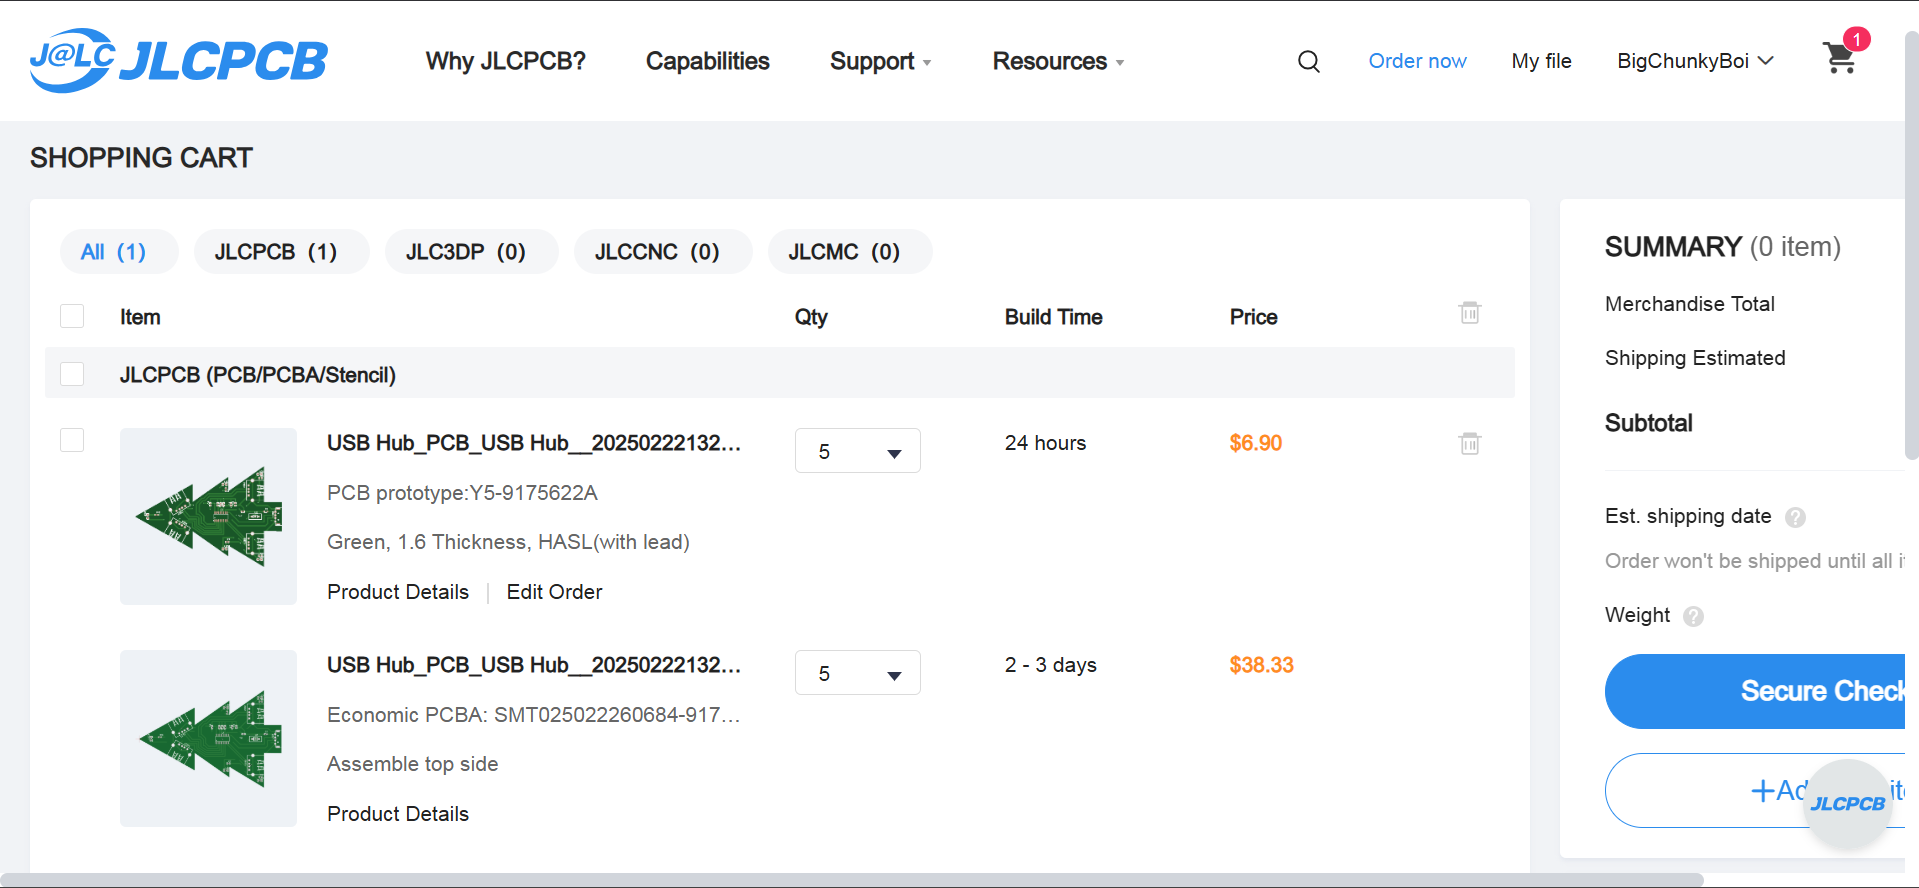 J@LC JLCPCB
Why JLCPCB?
Capabilities
Support
Resources
Order now
My file
BigChunkyBoi
1
SHOPPING CART
All (1)
JLCPCB (1)
JLC3DP (0)
JLCCNC (0)
JLCMC (0)
Item Qty Build Time Price
JLCPCB (PCB/PCBA/Stencil)
USB Hub_PCB_USB Hub__20250222132... 5 24 hours $6.90
PCB prototype:Y5-9175622A
Green, 1.6 Thickness, HASL(with lead)
Product Details | Edit Order
USB Hub_PCB_USB Hub__20250222132... 5 2 - 3 days $38.33
Economic PCBA: SMT025022260684-917...
Assemble top side
Product Details
SUMMARY (0 item)
Merchandise Total
Shipping Estimated
Subtotal
Est. shipping date ?
Order won't be shipped until all
Weight ?
Secure Check
+Ad
JLCPCB